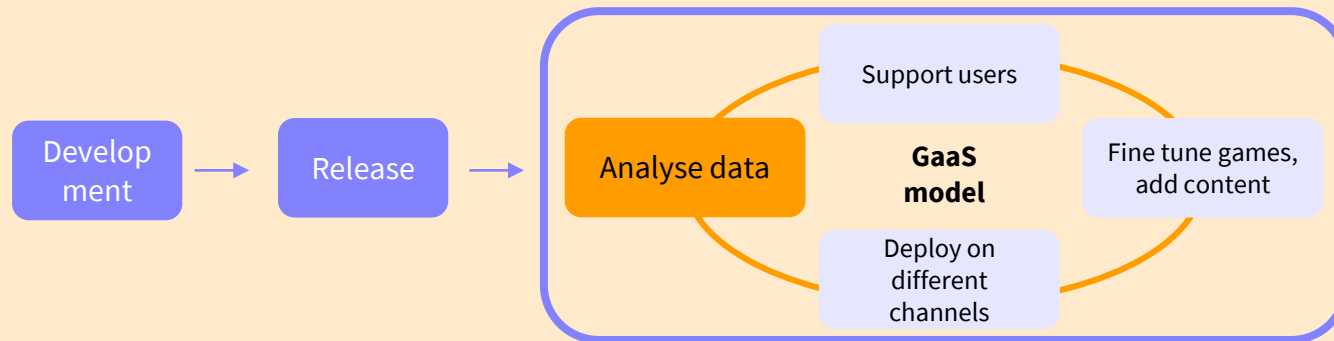 Develop
ment
Release
Analyse data
Support users
GaaS
model
Fine tune games,
add content
Deploy on
different
channels